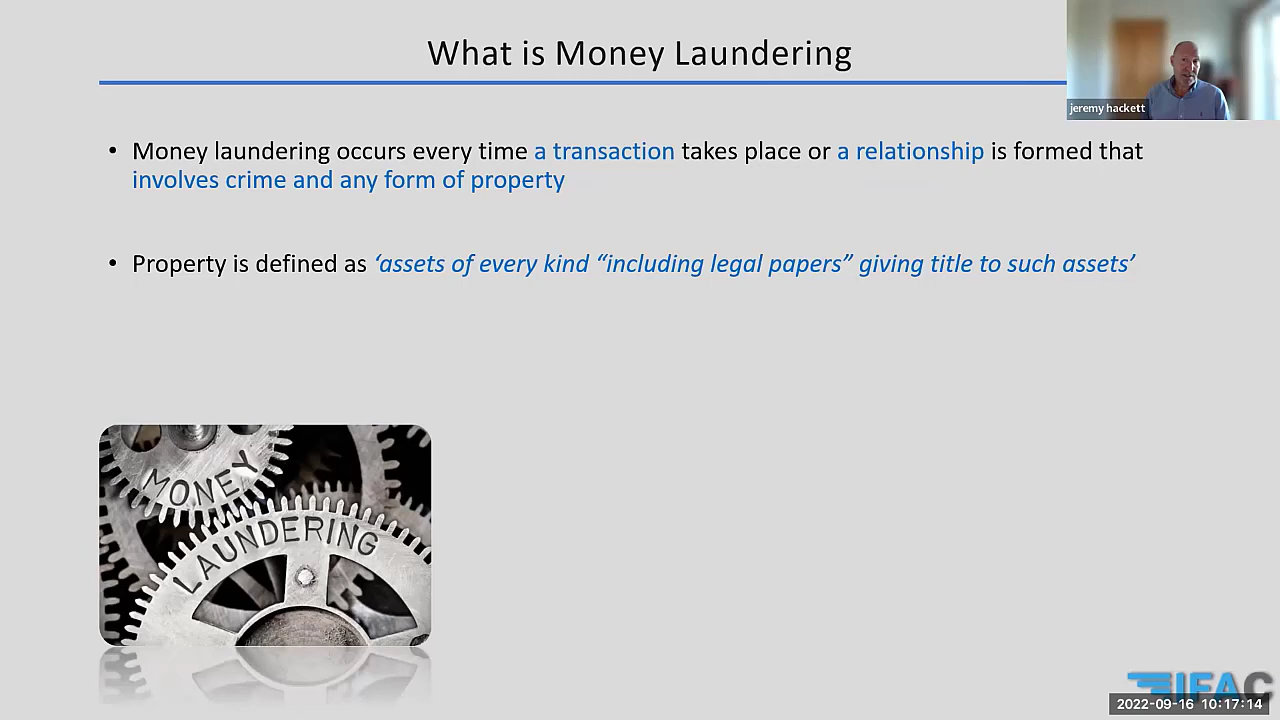 What is Money Laundering
jeremy hackett
• Money laundering occurs every time a transaction takes place or a relationship is formed that
involves crime and any form of property
• Property is defined as ‘assets of every kind “including legal papers” giving title to such assets’
MONEY
LAUNDERING
IFAC
2022-09-16 10:17:14